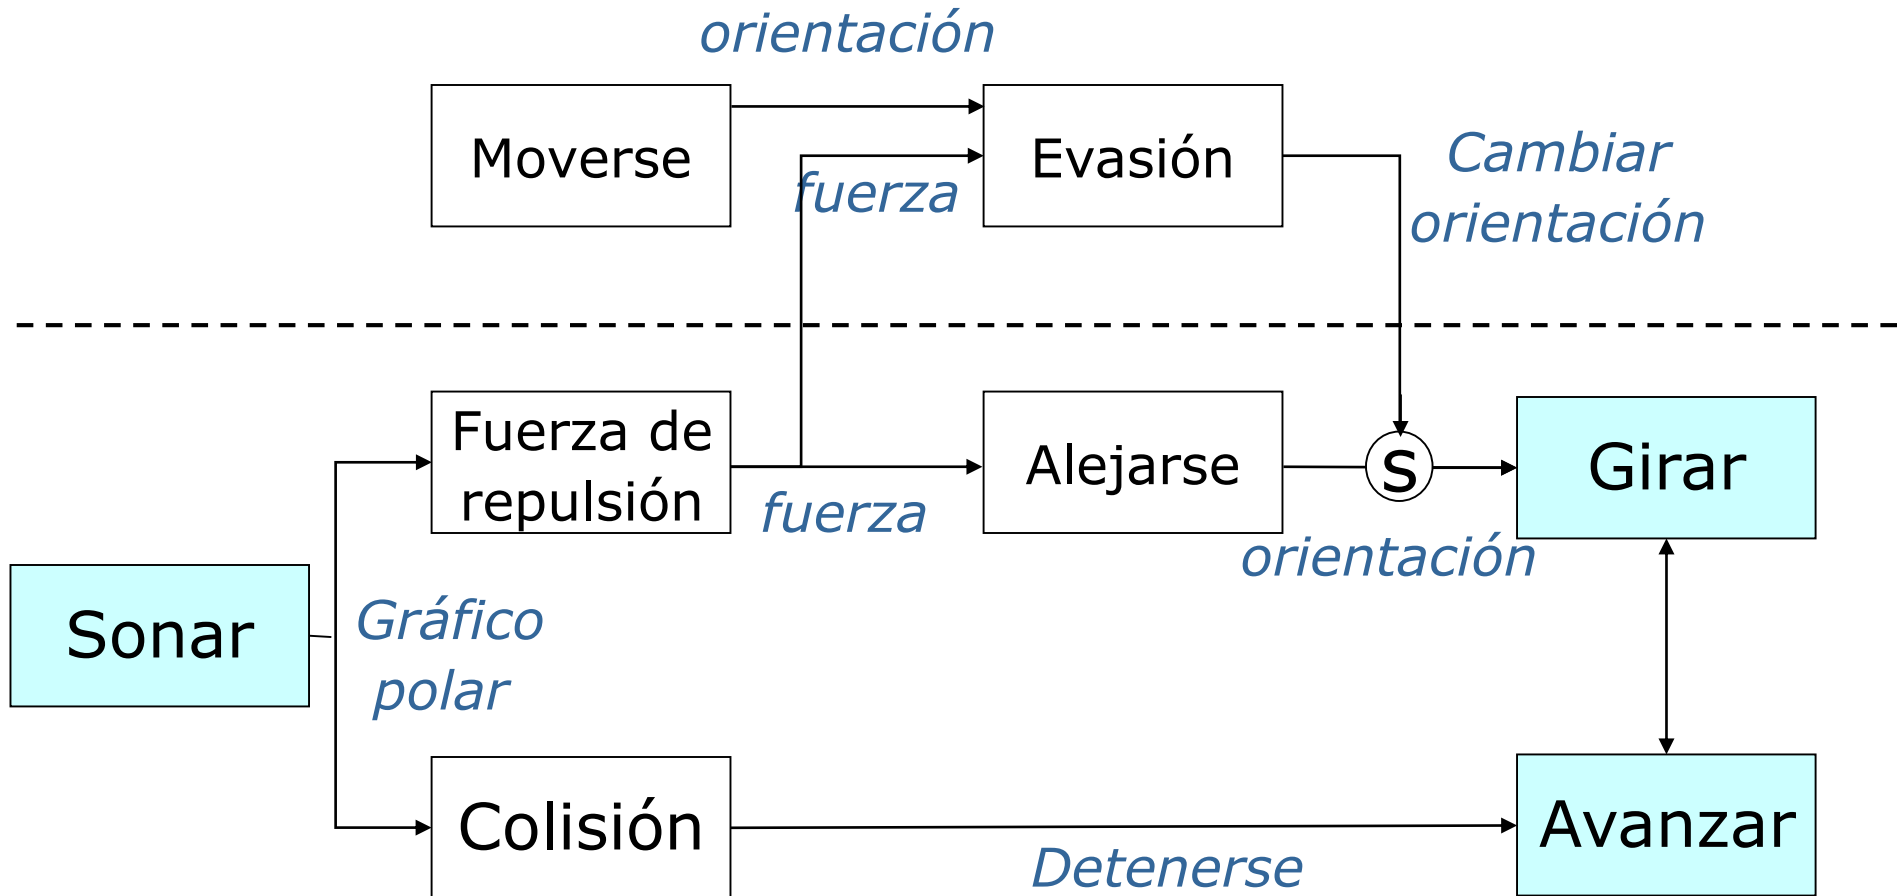 orientación
Moverse
Evasión
fuerza
Cambiar
orientación
Fuerza de
repulsión
fuerza
Alejarse
S
orientación
Girar
Sonar
Gráfico
polar
Colisión
Detenerse
Avanzar